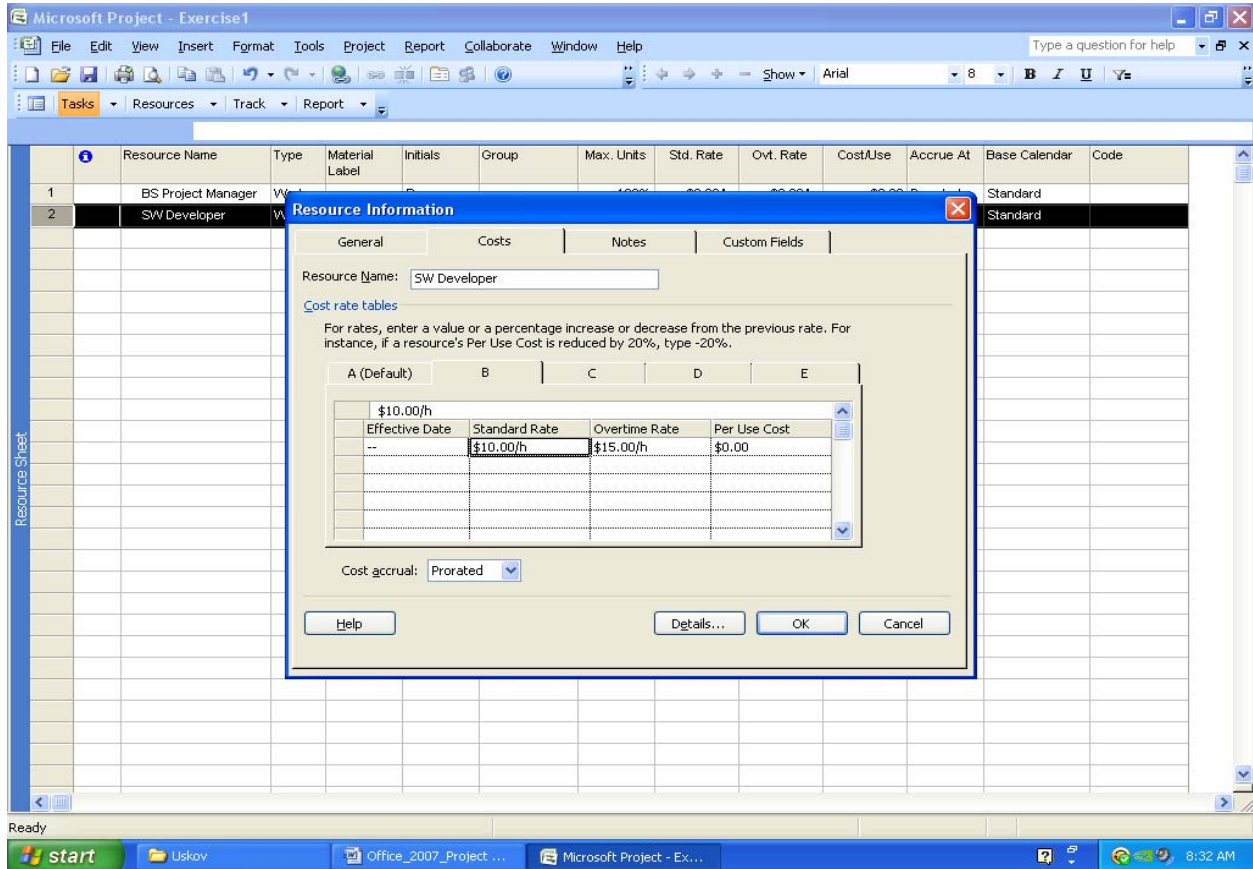 Microsoft Project - Exercise1
File Edit View Insert Format Tools Project Report Collaborate Window Help Type a question for help
Show Arial 8 B I U
Tasks Resources Track Report
Resource Name Type Material Label Initials Group Max. Units Std. Rate Ovt. Rate Cost/Use Accrue At Base Calendar Code
1 BS Project Manager Standard
2 SW Developer Standard
Resource Information
General Costs Notes Custom Fields
Resource Name: SW Developer
Cost rate tables
For rates, enter a value or a percentage increase or decrease from the previous rate. For
instance, if a resource's Per Use Cost is reduced by 20%, type -20%.
A (Default) B C D E
$10.00/h
Effective Date Standard Rate Overtime Rate Per Use Cost
-- $10.00/h $15.00/h $0.00
Cost accrual: Prorated
Help Details... OK Cancel
Resource Sheet
Ready
start Uskov Office_2007_Project ... Microsoft Project - Ex... 8:32 AM